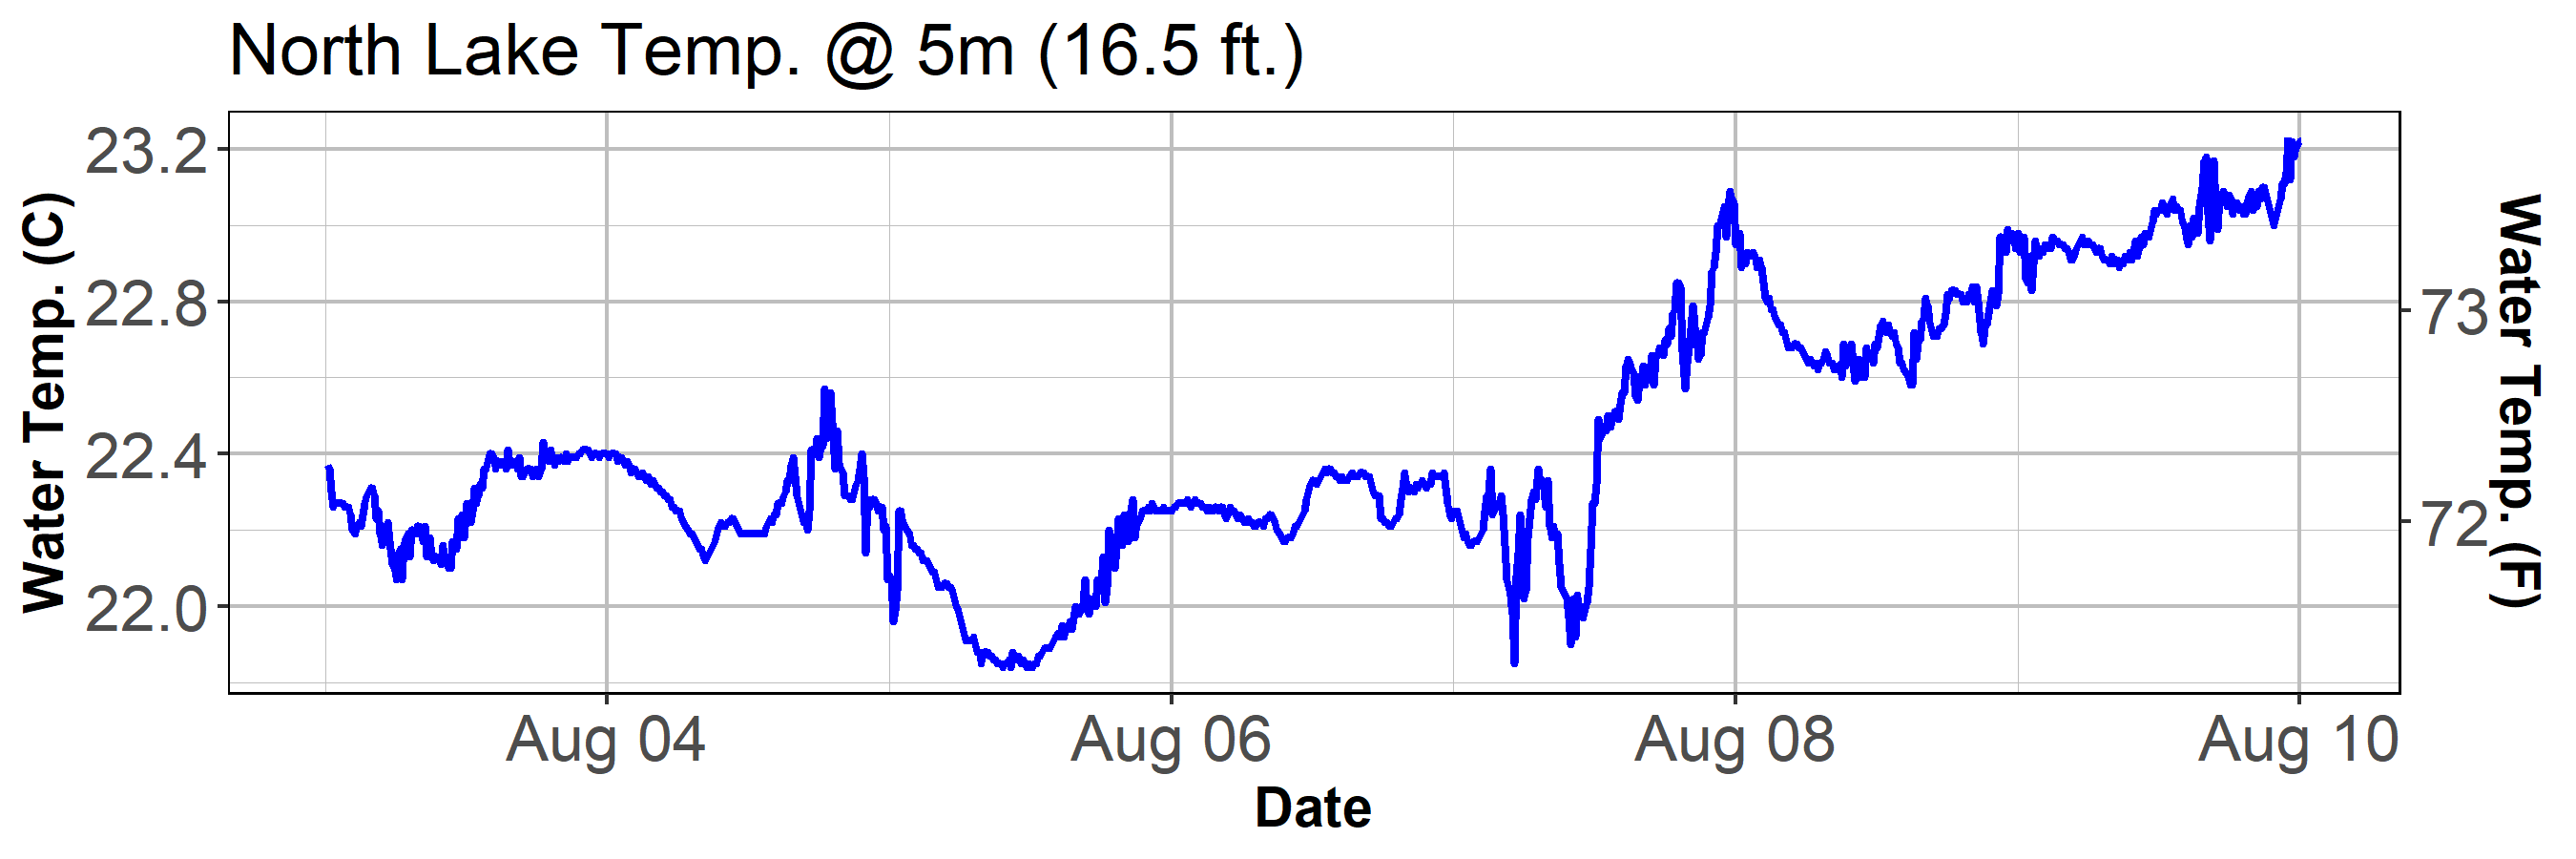 North Lake Temp. @ 5m (16.5 ft.)
Water Temp. (C)
23.2
22.8
22.4
22.0
73
72
Water Temp. (F)
Aug 04 Aug 06 Aug 08 Aug 10
Date